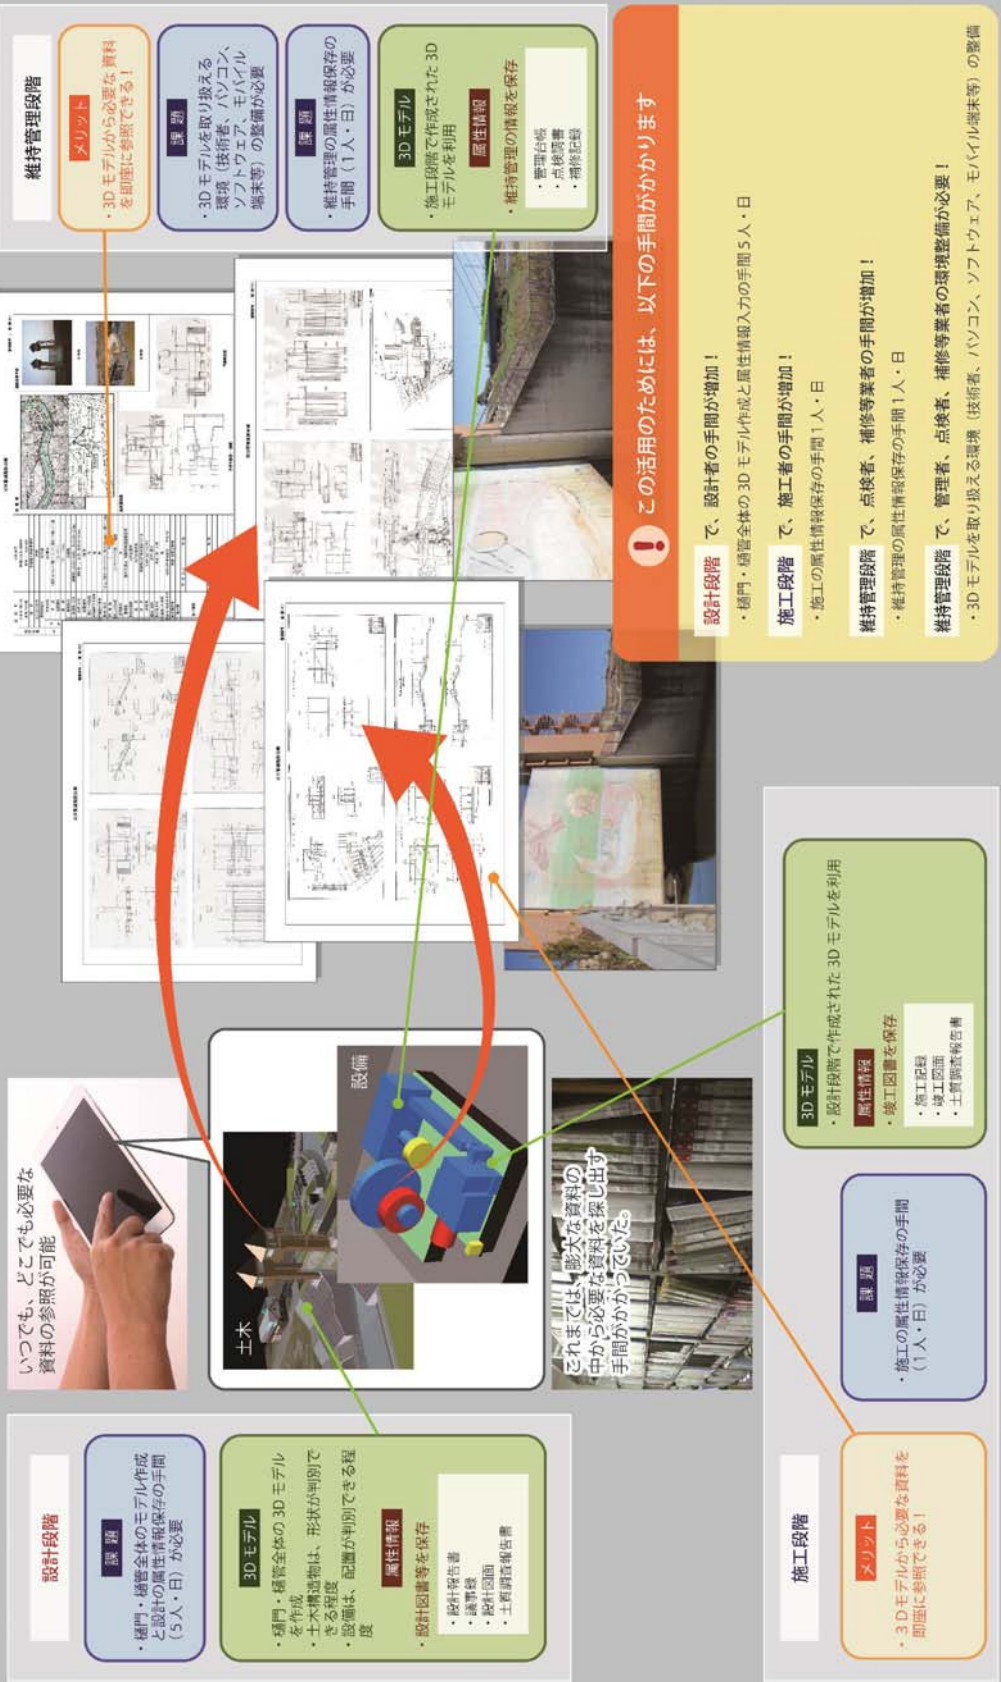 設計段階
課 題
・樋門・樋管全体のモデル作成
と設計の属性情報保存の手間
（5人・日）が必要
3D モデル
・樋門・樋管全体の 3D モデル
を作成
・土木構造物は、形状が判別で
きる程度
・設備は、配置が判別できる程
度
属性情報
・設計図書等を保存
・設計報告書
・議事録
・設計図面
・土質調査報告書
いつでも、どこでも必要な
資料の参照が可能
土木
設備
これまでは、膨大な資料の
中から必要な資料を探し出す
手間がかかっていた。
維持管理段階
メリット
・3D モデルから必要な資料
を即座に参照できる！
課 題
・3D モデルを取り扱える
環境（技術者、パソコン、
ソフトウェア、モバイル
端末等）の整備が必要
課 題
・維持管理の属性情報保存の
手間（1人・日）が必要
3D モデル
・施工段階で作成された 3D
モデルを利用
属性情報
・維持管理の情報を保存
・管理台帳
・点検調書
・補修記録
施工段階
メリット
・３Dモデルから必要な資料を
即座に参照できる！
課 題
・施工の属性情報保存の手間
（1人・日）が必要
3D モデル
・設計段階で作成された 3D モデルを利用
属性情報
・竣工図書を保存
・施工記録
・竣工図面
・土質調査報告書
! この活用のためには、以下の手間がかかります
設計段階 で、設計者の手間が増加！
・樋門・樋管全体の 3D モデル作成と属性情報入力の手間 5 人・日
施工段階 で、施工者の手間が増加！
・施工の属性情報保存の手間 1 人・日
維持管理段階 で、点検者、補修等業者の手間が増加！
・維持管理の属性情報保存の手間 1 人・日
維持管理段階 で、管理者、点検者、補修等業者の環境整備が必要！
・3D モデルを取り扱える環境（技術者、パソコン、ソフトウェア、モバイル端末等）の整備